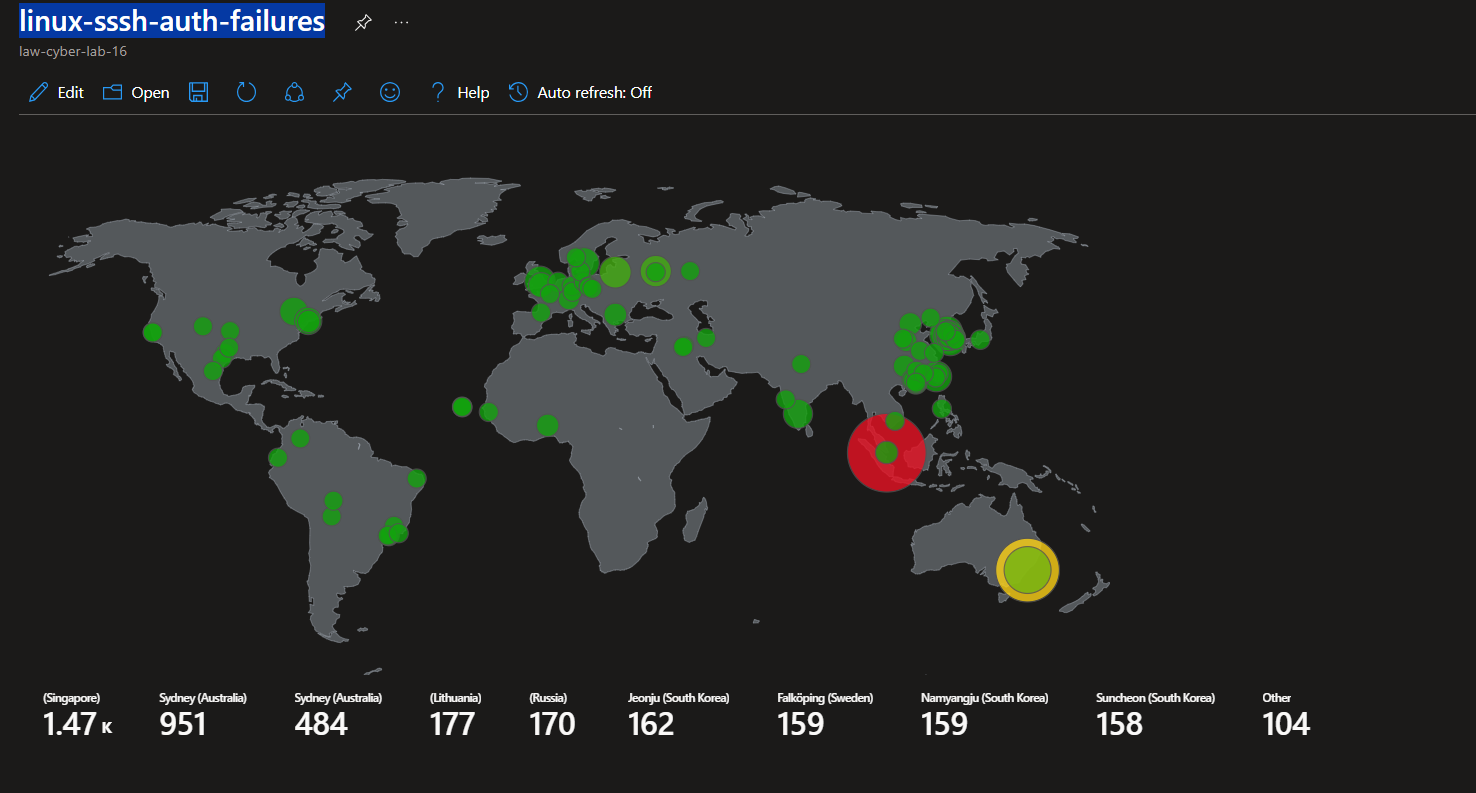 linux-sssh-auth-failures ...
law-cyber-lab-16
Edit Open Help Auto refresh: Off
(Singapore) Sydney (Australia) Sydney (Australia) (Lithuania) (Russia) Jeonju (South Korea) Falköping (Sweden) Namyangju (South Korea) Suncheon (South Korea) Other
1.47 K 951 484 177 170 162 159 159 158 104